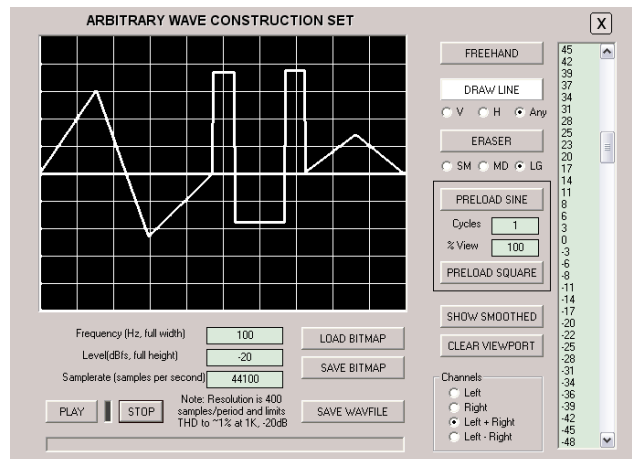 ARBITRARY WAVE CONSTRUCTION SET
X
FREEHAND
DRAW LINE
V H Any
ERASER
SM MD LG
PRELOAD SINE
Cycles 1
% View 100
PRELOAD SQUARE
SHOW SMOOTHED
CLEAR VIEWPORT
Channels
Left
Right
Left + Right
Left - Right
45
42
39
37
34
31
28
25
23
20
17
14
11
8
6
3
0
-3
-6
-8
-11
-14
-17
-20
-22
-25
-28
-31
-34
-36
-39
-42
-45
-48
Frequency (Hz, full width) 100
Level(dBfs, full height) -20
Samplerate (samples per second) 44100
LOAD BITMAP
SAVE BITMAP
PLAY
STOP
Note: Resolution is 400
samples/period and limits
THD to ~1% at 1K, -20dB
SAVE WAVFILE